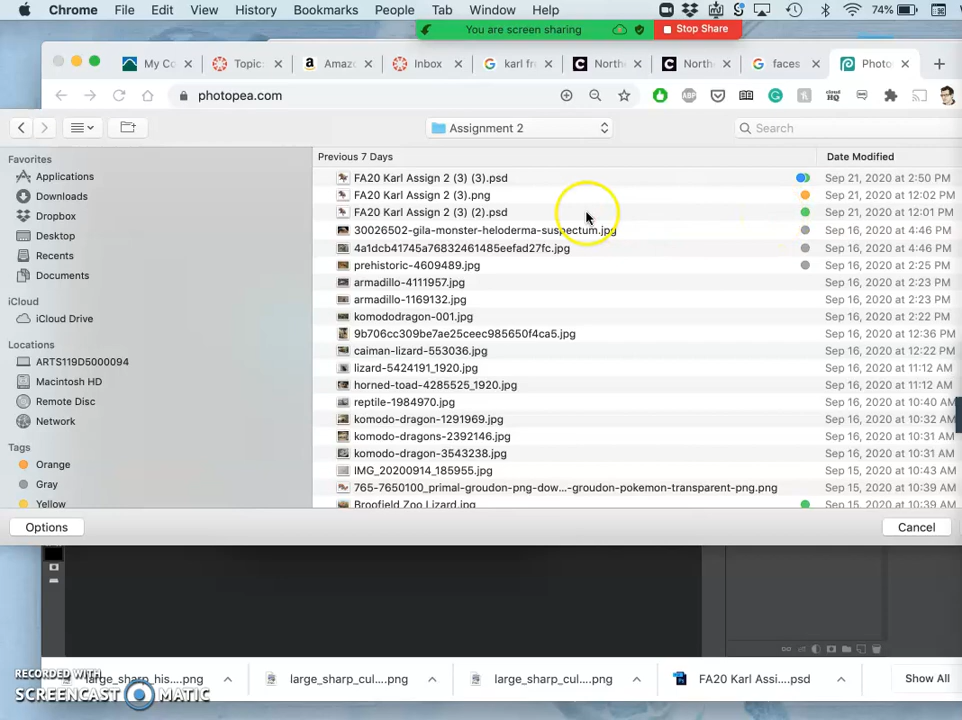 Chrome File Edit View History Bookmarks People Tab Window Help 74%
You are screen sharing Stop Share
My Co Topic: Amazo Inbox karl fr North Northe faces Photo
photopea.com
Assignment 2 Search
Favorites Previous 7 Days Date Modified
Applications FA20 Karl Assign 2 (3) (3).psd Sep 21, 2020 at 2:50 PM
Downloads FA20 Karl Assign 2 (3).png Sep 21, 2020 at 12:02 PM
Dropbox FA20 Karl Assign 2 (3) (2).psd Sep 21, 2020 at 12:01 PM
Desktop 30026502-gila-monster-heloderma-suspectum.jpg Sep 16, 2020 at 4:46 PM
Recents 4a1dcb41745a76832461485eefad27fc.jpg Sep 16, 2020 at 4:46 PM
Documents prehistoric-4609489.jpg Sep 16, 2020 at 2:25 PM
armadillo-4111957.jpg Sep 16, 2020 at 2:23 PM
iCloud armadillo-1169132.jpg Sep 16, 2020 at 2:23 PM
iCloud Drive komododragon-001.jpg Sep 16, 2020 at 2:22 PM
9b706cc309be7ae25ceec985650f4ca5.jpg Sep 16, 2020 at 12:36 PM
Locations caiman-lizard-553036.jpg Sep 16, 2020 at 12:22 PM
ARTS119D5000094 lizard-5424191_1920.jpg Sep 16, 2020 at 11:12 AM
Macintosh HD horned-toad-4285525_1920.jpg Sep 16, 2020 at 11:12 AM
Remote Disc reptile-1984970.jpg Sep 16, 2020 at 10:40 AM
Network komodo-dragon-1291969.jpg Sep 16, 2020 at 10:32 AM
Tags komodo-dragons-2392146.jpg Sep 16, 2020 at 10:31 AM
Orange komodo-dragon-3543238.jpg Sep 16, 2020 at 10:31 AM
Gray IMG_20200914_185955.jpg Sep 15, 2020 at 10:43 AM
765-7650100_primal-groudon-png-dow...-groudon-pokemon-transparent-png.png Sep 15, 2020 at 10:39 AM
Yellow Broofield Zoo Lizard.jpg Sep 15, 2020 at 10:39 AM
Options Cancel
RECORDED WITH
SCREENCAST MATIC
large_sharp_his....png large_sharp_cul....png large_sharp_cul....png FA20 Karl Assi....psd Show All